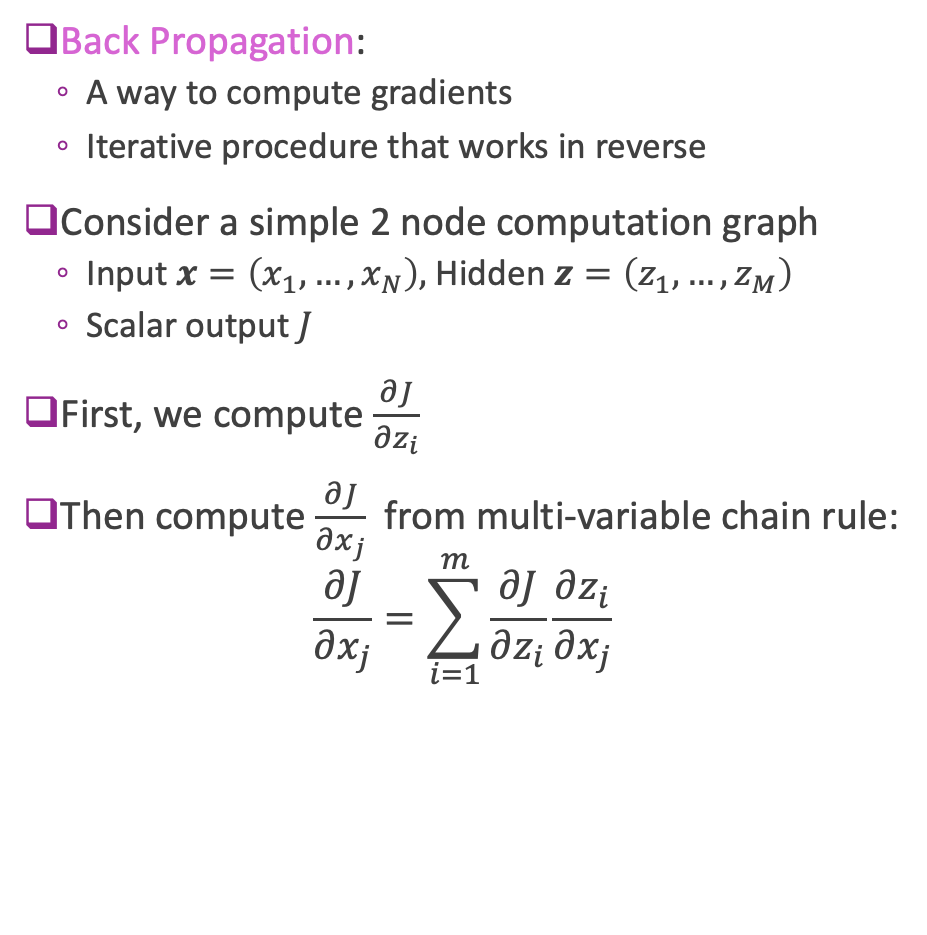 ❑Back Propagation:
◦ A way to compute gradients
◦ Iterative procedure that works in reverse
❑Consider a simple 2 node computation graph
◦ Input 𝒙 = (x₁, …, x_N), Hidden 𝒛 = (z₁, …, z_M)
◦ Scalar output J
❑First, we compute ∂J/∂zᵢ
❑Then compute ∂J/∂xⱼ from multi-variable chain rule:
∂J/∂xⱼ = ∑_{i=1}^{m} ∂J/∂zᵢ ∂zᵢ/∂xⱼ